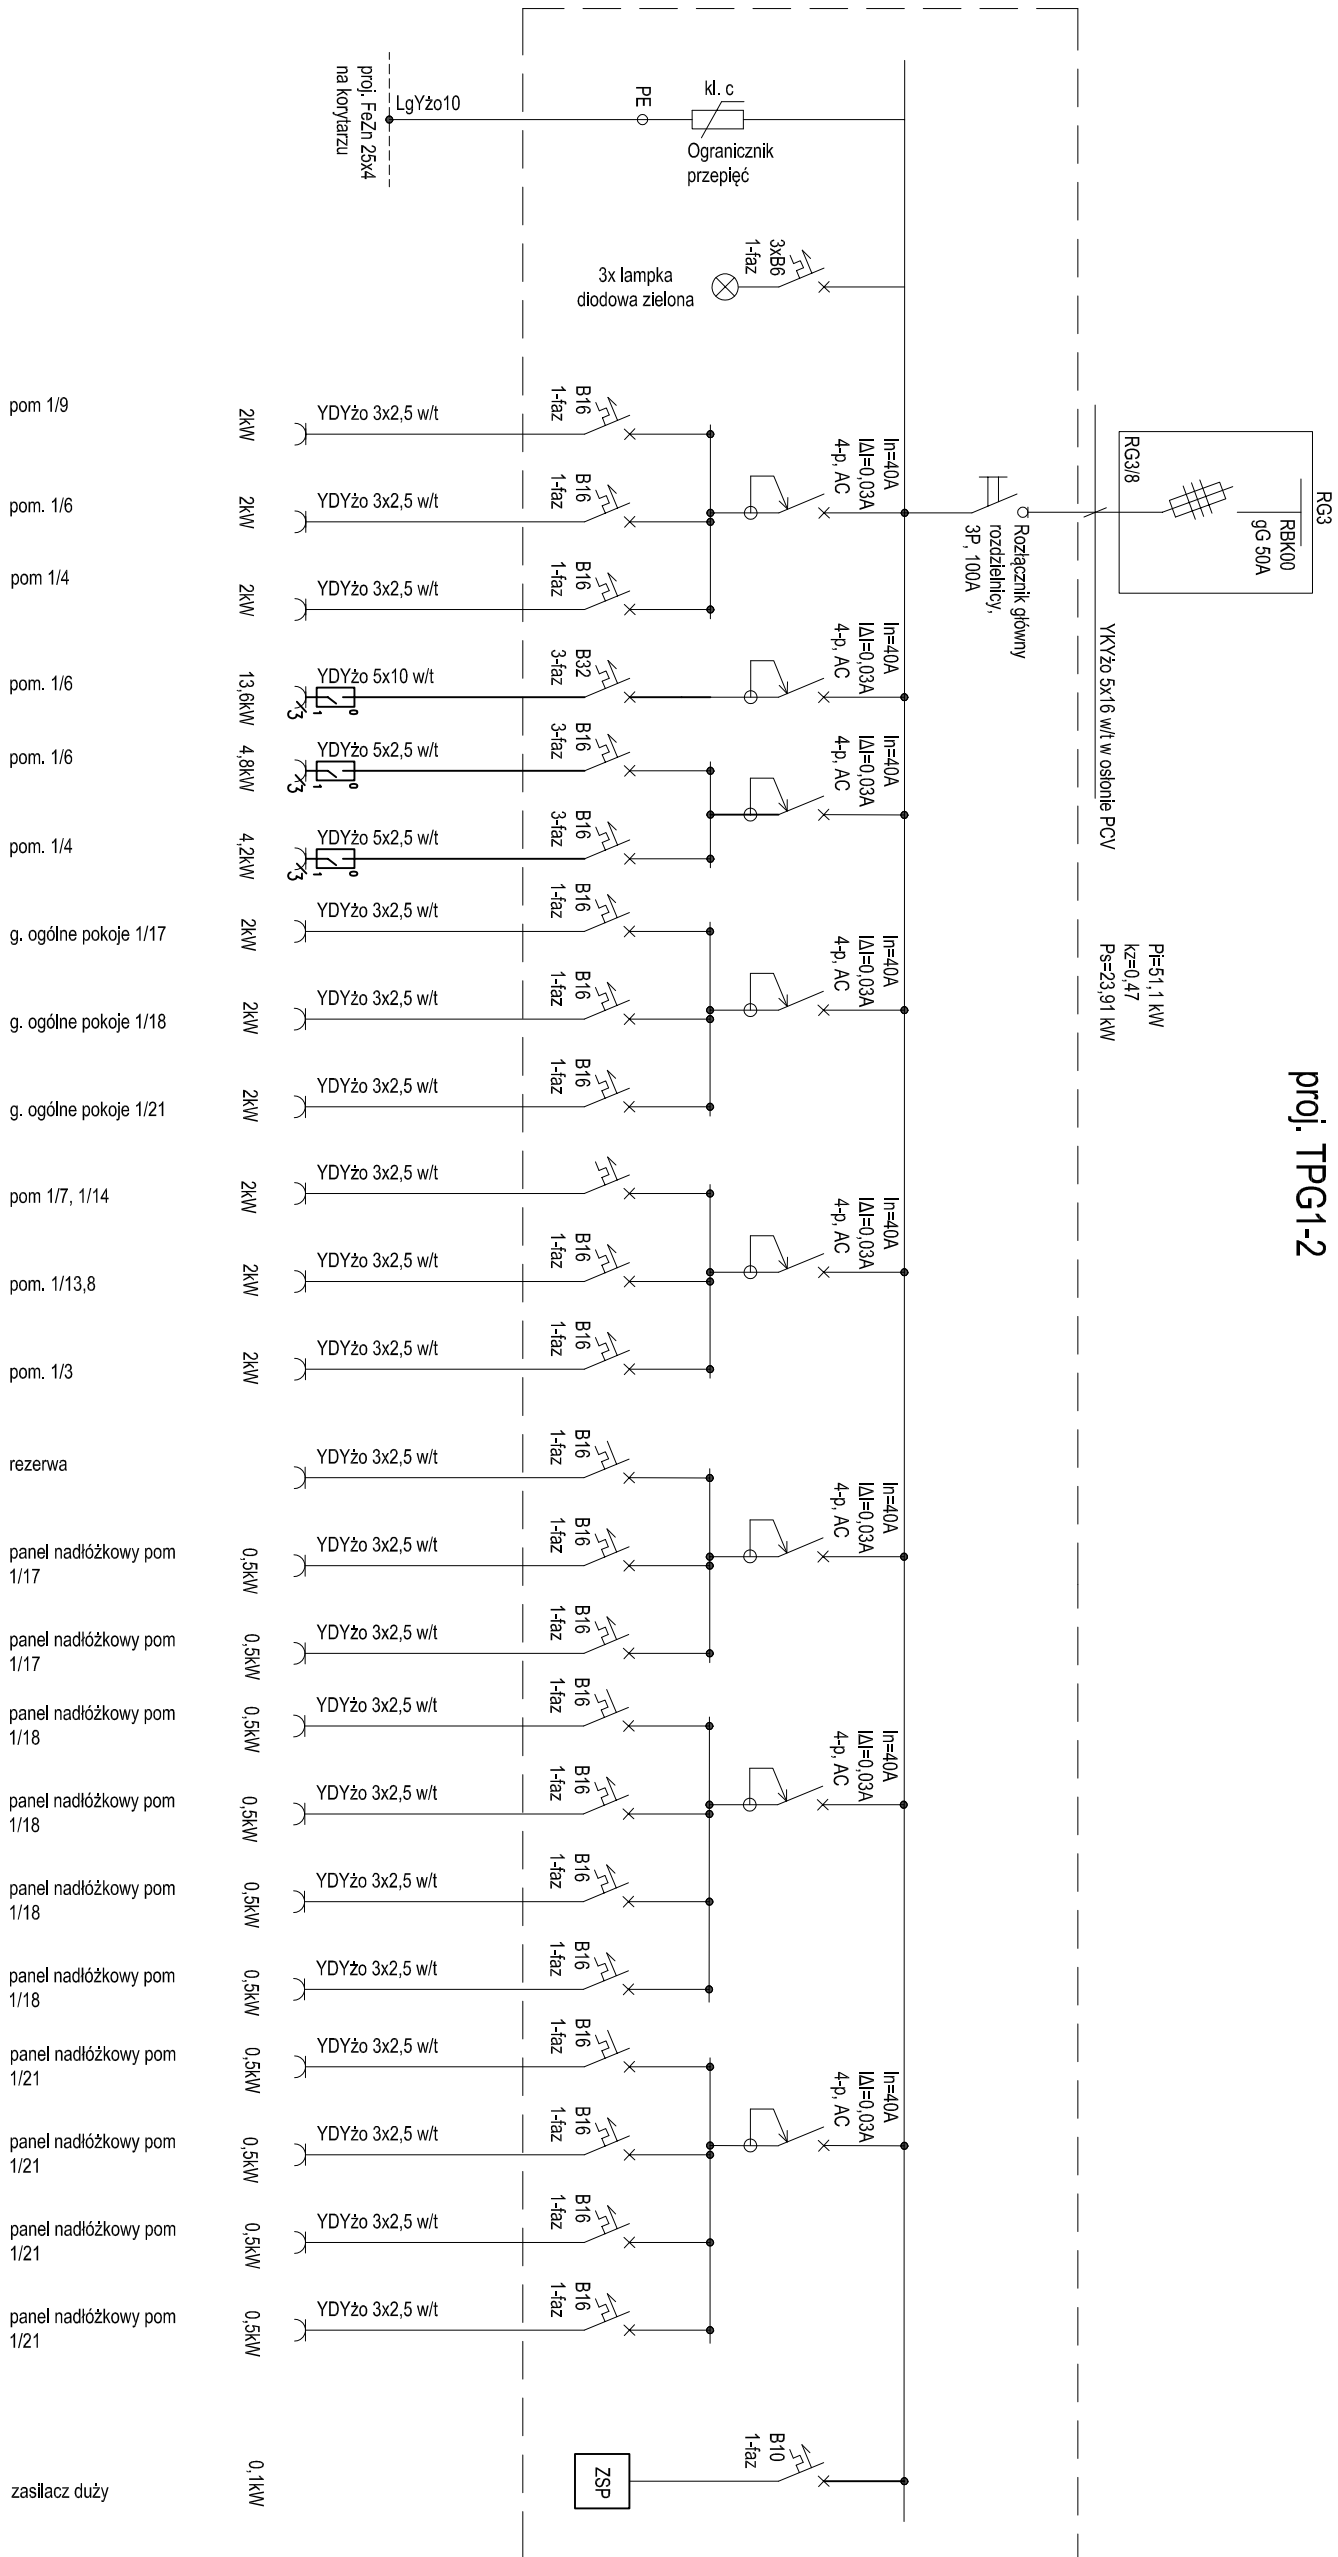 proj. TPG1-2
RG3
RBK00
gG 50A
RG3/8
YKYżo 5x16 w/t w osłonie PCV
Pi=51,1 kW
kz=0,47
Ps=23,91 kW
Rozłącznik główny
rozdzielnicy,
3P, 100A
proj. FeZn 25x4
na korytarzu
LgYżo10
PE
kl. c
Ogranicznik
przepięć
3xB6
1-faz
3x lampka
diodowa zielona
In=40A
IΔI=0,03A
4-p, AC
pom 1/9
2kW
YDYżo 3x2,5 w/t
B16
1-faz
pom. 1/6
2kW
YDYżo 3x2,5 w/t
B16
1-faz
pom 1/4
2kW
YDYżo 3x2,5 w/t
B16
1-faz
In=40A
IΔI=0,03A
4-p, AC
pom. 1/6
13,6kW
3
1
0
YDYżo 5x10 w/t
B32
3-faz
In=40A
IΔI=0,03A
4-p, AC
pom. 1/6
4,8kW
3
1
0
YDYżo 5x2,5 w/t
B16
3-faz
pom. 1/4
4,2kW
3
1
0
YDYżo 5x2,5 w/t
B16
3-faz
In=40A
IΔI=0,03A
4-p, AC
g. ogólne pokoje 1/17
2kW
YDYżo 3x2,5 w/t
B16
1-faz
g. ogólne pokoje 1/18
2kW
YDYżo 3x2,5 w/t
B16
1-faz
g. ogólne pokoje 1/21
2kW
YDYżo 3x2,5 w/t
B16
1-faz
In=40A
IΔI=0,03A
4-p, AC
pom 1/7, 1/14
2kW
YDYżo 3x2,5 w/t
pom. 1/13,8
2kW
YDYżo 3x2,5 w/t
B16
1-faz
pom. 1/3
2kW
YDYżo 3x2,5 w/t
B16
1-faz
In=40A
IΔI=0,03A
4-p, AC
rezerwa
YDYżo 3x2,5 w/t
B16
1-faz
panel nadłóżkowy pom
1/17
0,5kW
YDYżo 3x2,5 w/t
B16
1-faz
panel nadłóżkowy pom
1/17
0,5kW
YDYżo 3x2,5 w/t
B16
1-faz
In=40A
IΔI=0,03A
4-p, AC
panel nadłóżkowy pom
1/18
0,5kW
YDYżo 3x2,5 w/t
B16
1-faz
panel nadłóżkowy pom
1/18
0,5kW
YDYżo 3x2,5 w/t
B16
1-faz
panel nadłóżkowy pom
1/18
0,5kW
YDYżo 3x2,5 w/t
B16
1-faz
panel nadłóżkowy pom
1/18
0,5kW
YDYżo 3x2,5 w/t
B16
1-faz
In=40A
IΔI=0,03A
4-p, AC
panel nadłóżkowy pom
1/21
0,5kW
YDYżo 3x2,5 w/t
B16
1-faz
panel nadłóżkowy pom
1/21
0,5kW
YDYżo 3x2,5 w/t
B16
1-faz
panel nadłóżkowy pom
1/21
0,5kW
YDYżo 3x2,5 w/t
B16
1-faz
panel nadłóżkowy pom
1/21
0,5kW
YDYżo 3x2,5 w/t
B16
1-faz
zasilacz duży
0,1kW
ZSP
B10
1-faz